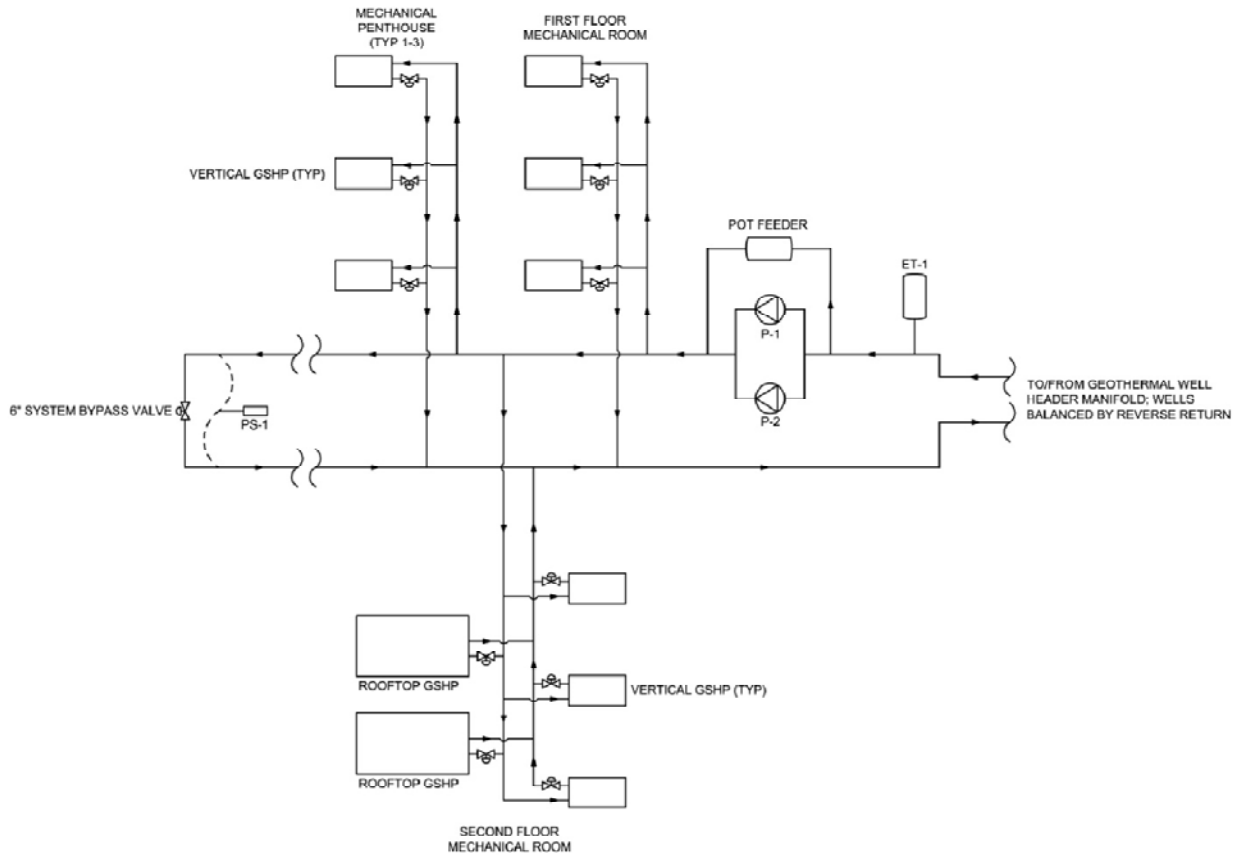 MECHANICAL
PENTHOUSE
(TYP 1-3)
FIRST FLOOR
MECHANICAL ROOM
VERTICAL GSHP (TYP)
POT FEEDER
ET-1
P-1
P-2
6" SYSTEM BYPASS VALVE
PS-1
TO/FROM GEOTHERMAL WELL
HEADER MANIFOLD; WELLS
BALANCED BY REVERSE RETURN
ROOFTOP GSHP
VERTICAL GSHP (TYP)
ROOFTOP GSHP
SECOND FLOOR
MECHANICAL ROOM